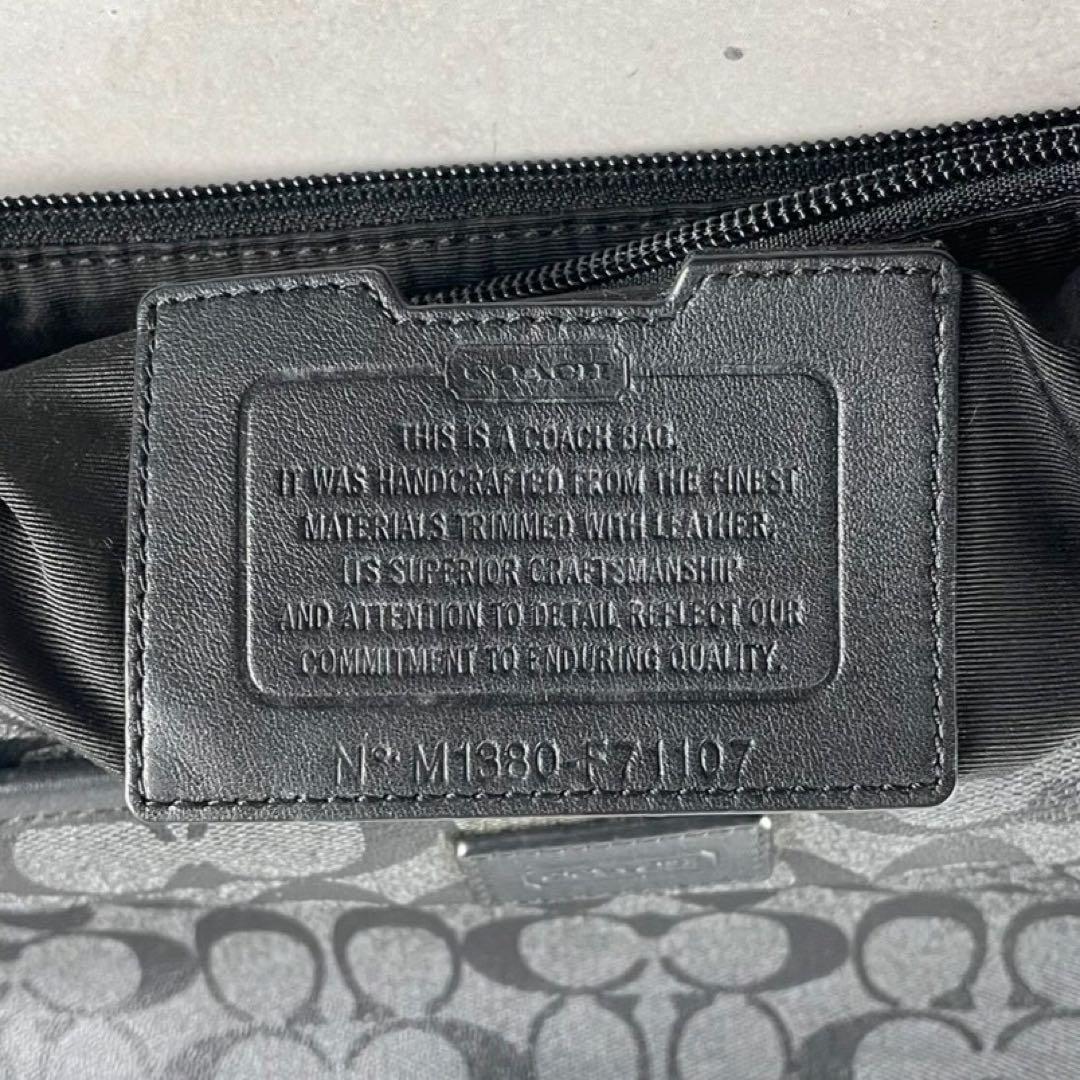 COACH
THIS IS A COACH BAG.
IT WAS HANDCRAFTED FROM THE FINEST
MATERIALS TRIMMED WITH LEATHER.
ITS SUPERIOR CRAFTSMANSHIP
AND ATTENTION TO DETAIL REFLECT OUR
COMMITMENT TO ENDURING QUALITY.
Nº M1380-F71107
COACH